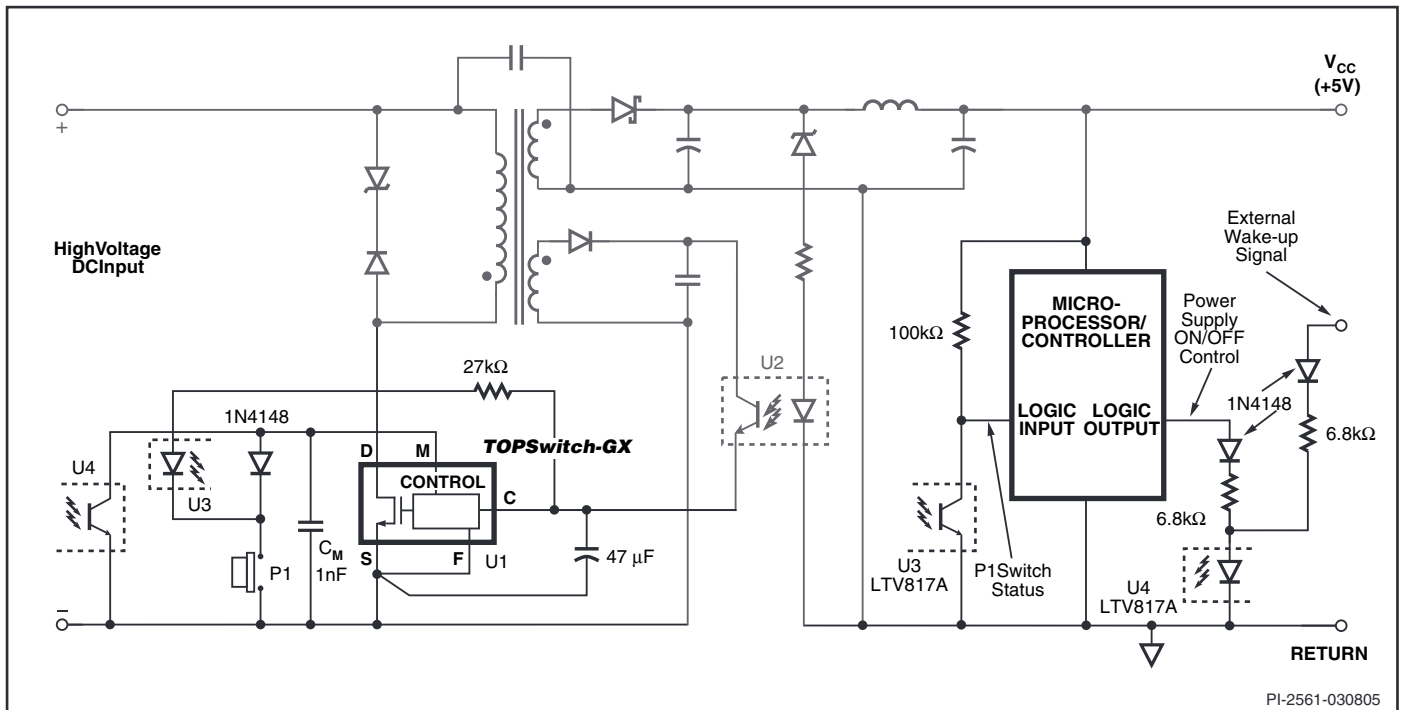 V_CC
(+5V)
+
HighVoltage
DCInput
External
Wake-up
Signal
MICRO-
PROCESSOR/
CONTROLLER
Power
Supply
ON/OFF
Control
100kΩ
U2
27kΩ
1N4148
1N4148
LOGIC
INPUT
LOGIC
OUTPUT
6.8kΩ
TOPSwitch-GX
D
M
U4
CONTROL
C
U3
6.8kΩ
C_M
1nF
P1
S
F
U1
47 μF
U3
LTV817A
P1Switch
Status
U4
LTV817A
–
RETURN
PI-2561-030805